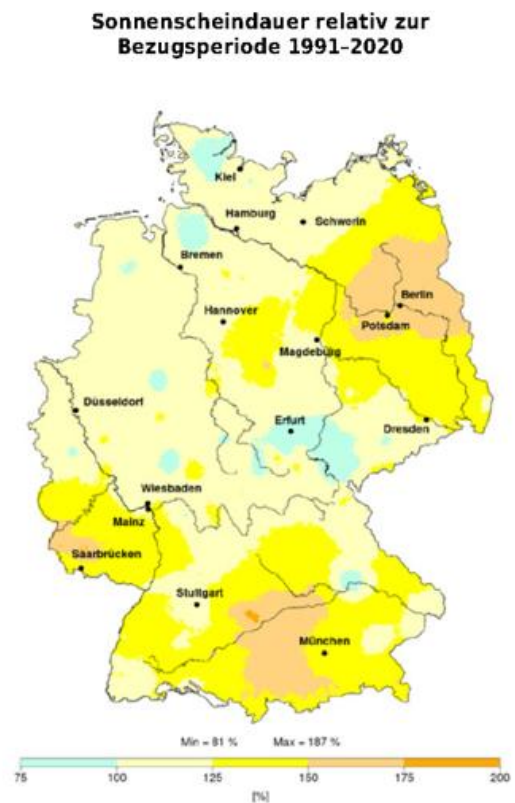 Sonnenscheindauer relativ zur
Bezugsperiode 1991–2020
Kiel
Hamburg
Schwerin
Bremen
Berlin
Hannover
Potsdam
Magdeburg
Düsseldorf
Erfurt
Dresden
Wiesbaden
Mainz
Saarbrücken
Stuttgart
München
Min = 81 % Max = 187 %
75 100 125 150 175 200
[%]